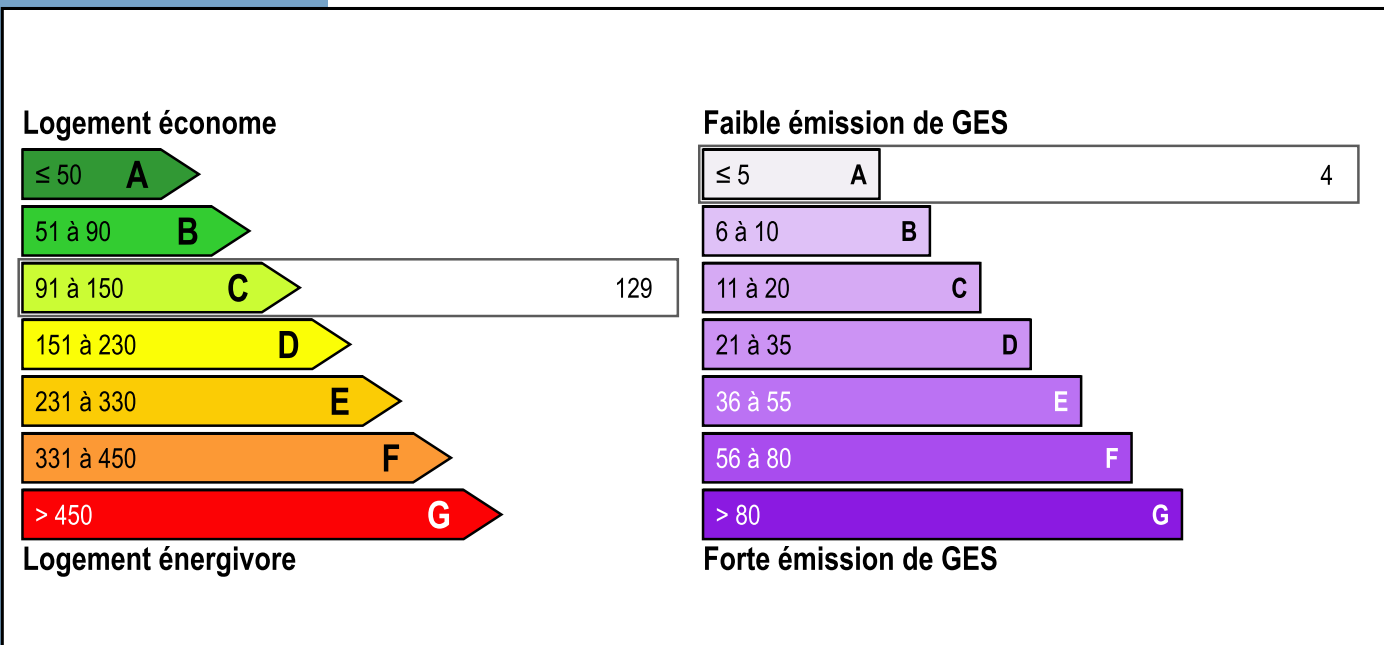 Logement économe
≤ 50 A
51 à 90 B
91 à 150 C 129
151 à 230 D
231 à 330 E
331 à 450 F
> 450 G
Logement énergivore
Faible émission de GES
≤ 5 A 4
6 à 10 B
11 à 20 C
21 à 35 D
36 à 55 E
56 à 80 F
> 80 G
Forte émission de GES